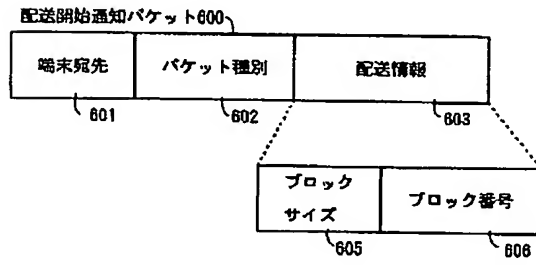 配送開始通知パケット600
端末宛先
パケット種別
配送情報
601
602
603
ブロック
サイズ
ブロック番号
605
606